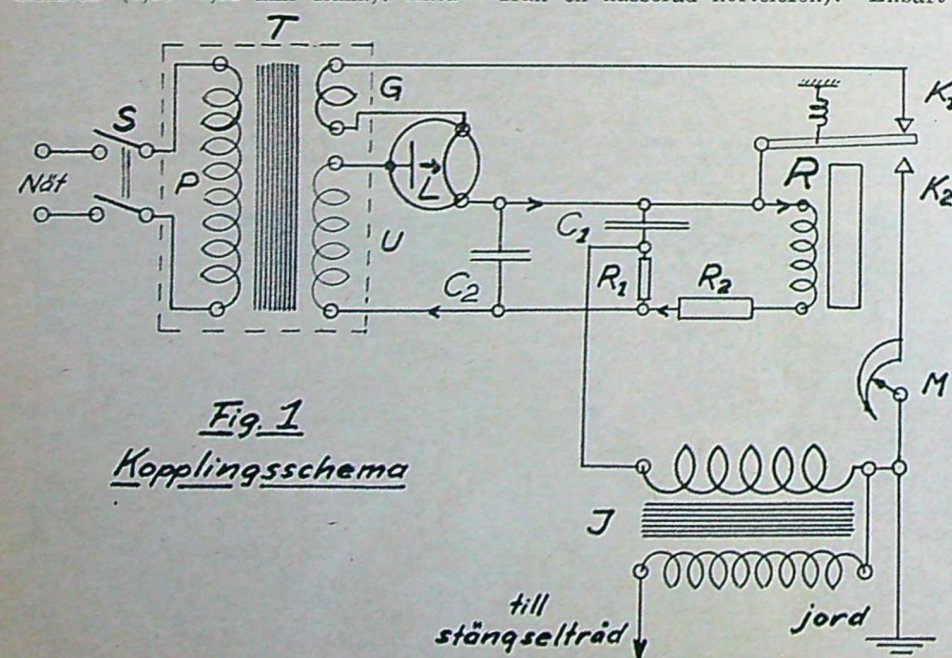 T
G
S
K1
Nät
P
L
R
K2
U
C1
C2
R1
R2
M
Fig. 1
Kopplingsschema
J
till
stängseltråd
jord